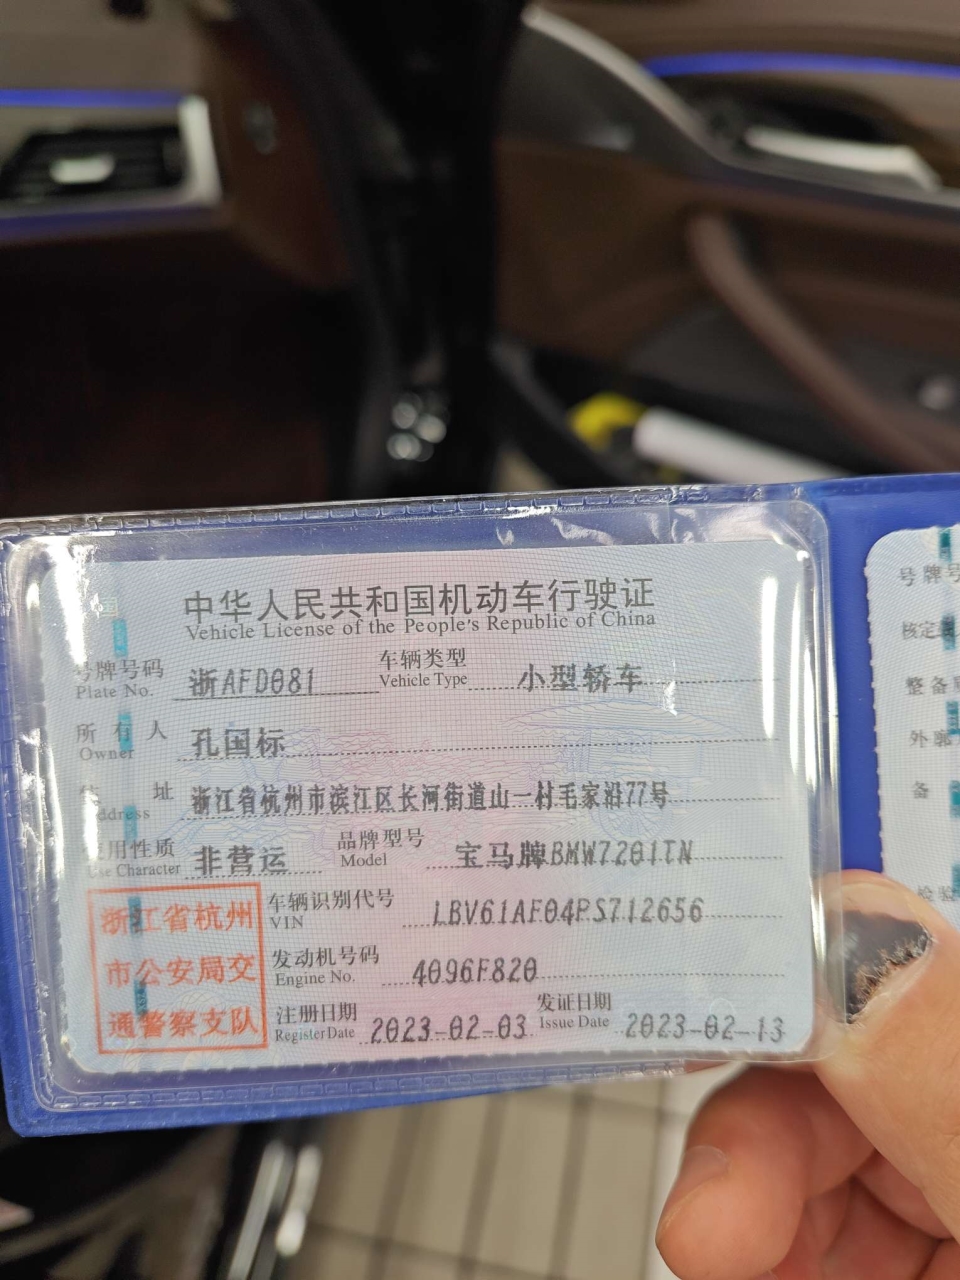 中华人民共和国机动车行驶证
Vehicle License of the People's Republic of China
号牌号码 浙AFD081 车辆类型 小型轿车
Plate No. Vehicle Type
所有人 孔国标
Owner
址 浙江省杭州市滨江区长河街道山一村毛家沿77号
ddress
用性质 非营运 品牌型号 宝马牌BMW7201TN
Use Character Model
车辆识别代号 LBV61AF04PS712656
VIN
发动机号码 4096F820
Engine No.
注册日期 2023-02-03 发证日期 2023-02-13
Register Date Issue Date
浙江省杭州
市公安局交
通警察支队
号牌号
核定
整备
外廓
备
检验